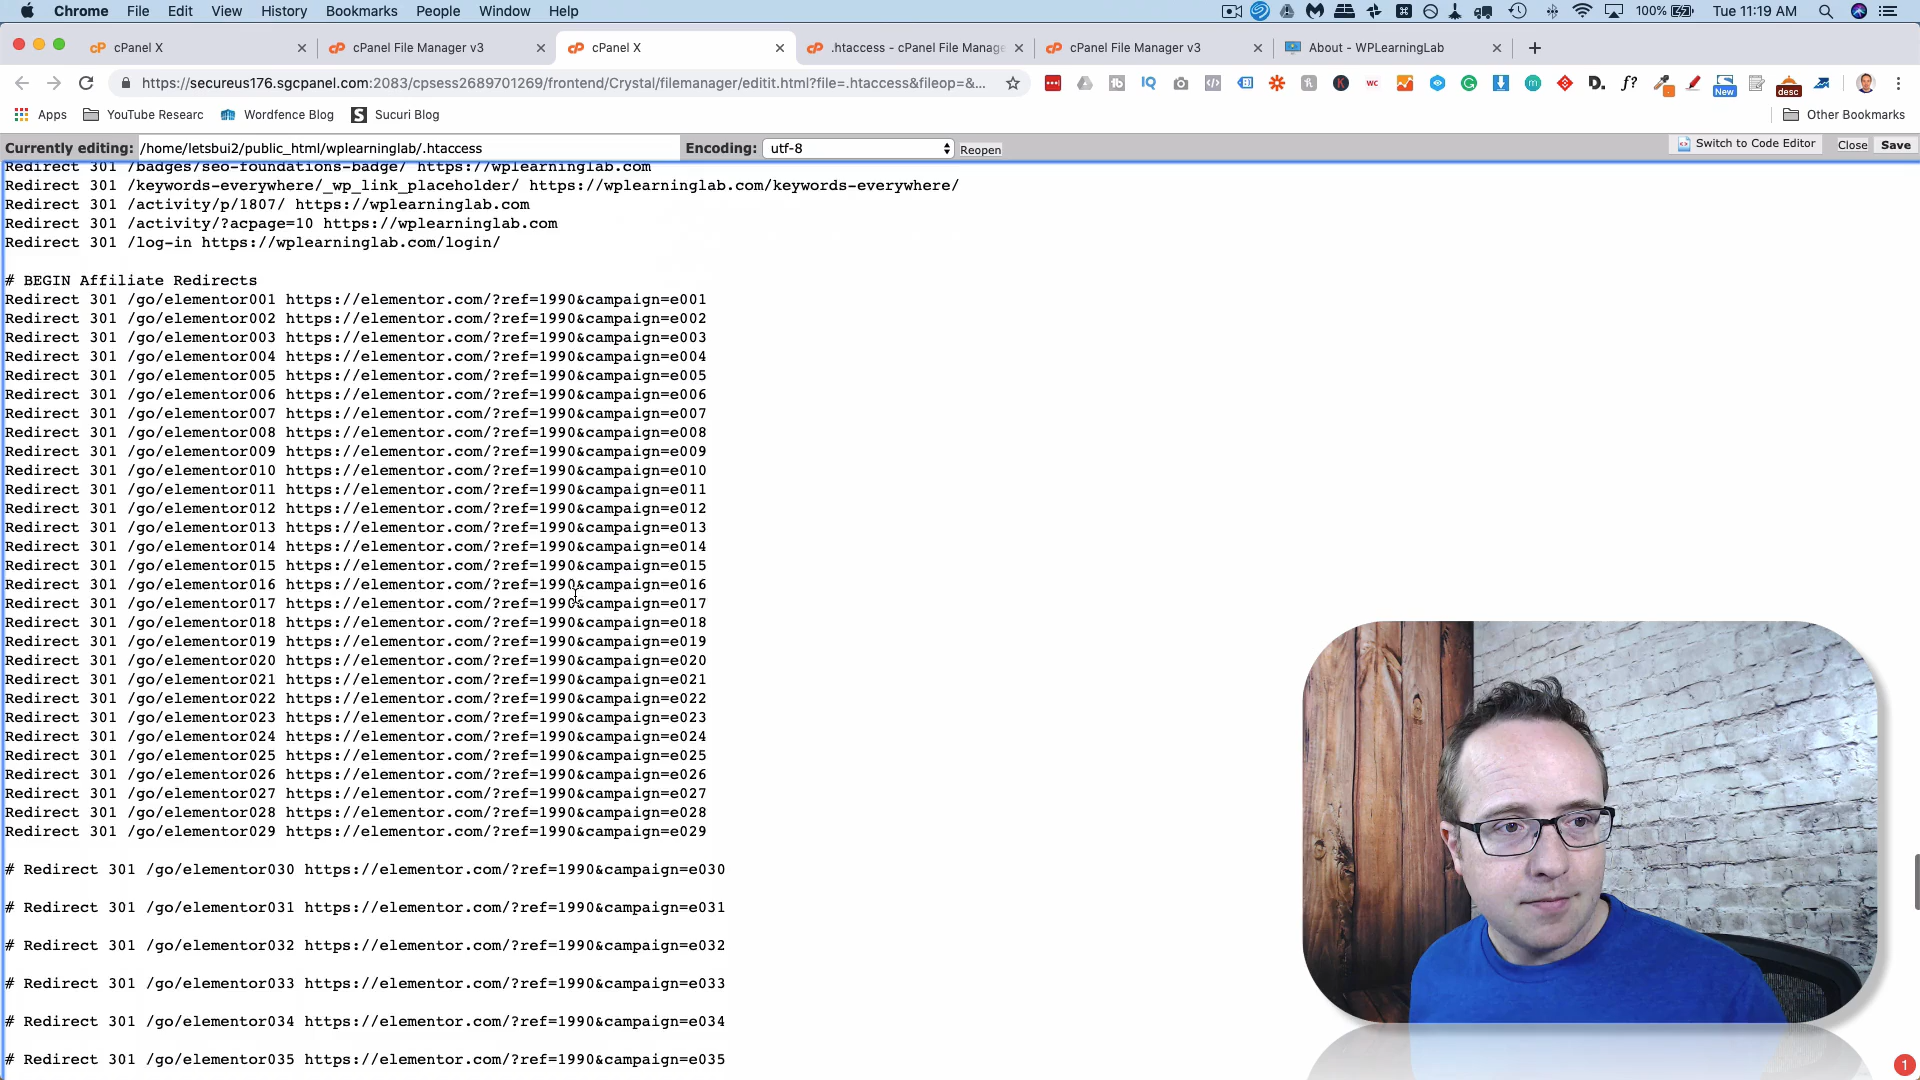 Chrome File Edit View History Bookmarks People Window Help 100% Tue 11:19 AM
cPanel X cPanel File Manager v3 cPanel X .htaccess - cPanel File Manage cPanel File Manager v3 About - WPLearningLab
https://secureus176.sgcpanel.com:2083/cpsess2689701269/frontend/Crystal/filemanager/editit.html?file=.htaccess&fileop=&...
Apps YouTube Researc Wordfence Blog Sucuri Blog Other Bookmarks
Currently editing: /home/letsbui2/public_html/wplearninglab/.htaccess Encoding: utf-8 Reopen Switch to Code Editor Close Save
Redirect 301 /badges/seo-foundations-badge/ https://wplearninglab.com
Redirect 301 /keywords-everywhere/_wp_link_placeholder/ https://wplearninglab.com/keywords-everywhere/
Redirect 301 /activity/p/1807/ https://wplearninglab.com
Redirect 301 /activity/?acpage=10 https://wplearninglab.com
Redirect 301 /log-in https://wplearninglab.com/login/
# BEGIN Affiliate Redirects
Redirect 301 /go/elementor001 https://elementor.com/?ref=1990&campaign=e001
Redirect 301 /go/elementor002 https://elementor.com/?ref=1990&campaign=e002
Redirect 301 /go/elementor003 https://elementor.com/?ref=1990&campaign=e003
Redirect 301 /go/elementor004 https://elementor.com/?ref=1990&campaign=e004
Redirect 301 /go/elementor005 https://elementor.com/?ref=1990&campaign=e005
Redirect 301 /go/elementor006 https://elementor.com/?ref=1990&campaign=e006
Redirect 301 /go/elementor007 https://elementor.com/?ref=1990&campaign=e007
Redirect 301 /go/elementor008 https://elementor.com/?ref=1990&campaign=e008
Redirect 301 /go/elementor009 https://elementor.com/?ref=1990&campaign=e009
Redirect 301 /go/elementor010 https://elementor.com/?ref=1990&campaign=e010
Redirect 301 /go/elementor011 https://elementor.com/?ref=1990&campaign=e011
Redirect 301 /go/elementor012 https://elementor.com/?ref=1990&campaign=e012
Redirect 301 /go/elementor013 https://elementor.com/?ref=1990&campaign=e013
Redirect 301 /go/elementor014 https://elementor.com/?ref=1990&campaign=e014
Redirect 301 /go/elementor015 https://elementor.com/?ref=1990&campaign=e015
Redirect 301 /go/elementor016 https://elementor.com/?ref=1990&campaign=e016
Redirect 301 /go/elementor017 https://elementor.com/?ref=1990&campaign=e017
Redirect 301 /go/elementor018 https://elementor.com/?ref=1990&campaign=e018
Redirect 301 /go/elementor019 https://elementor.com/?ref=1990&campaign=e019
Redirect 301 /go/elementor020 https://elementor.com/?ref=1990&campaign=e020
Redirect 301 /go/elementor021 https://elementor.com/?ref=1990&campaign=e021
Redirect 301 /go/elementor022 https://elementor.com/?ref=1990&campaign=e022
Redirect 301 /go/elementor023 https://elementor.com/?ref=1990&campaign=e023
Redirect 301 /go/elementor024 https://elementor.com/?ref=1990&campaign=e024
Redirect 301 /go/elementor025 https://elementor.com/?ref=1990&campaign=e025
Redirect 301 /go/elementor026 https://elementor.com/?ref=1990&campaign=e026
Redirect 301 /go/elementor027 https://elementor.com/?ref=1990&campaign=e027
Redirect 301 /go/elementor028 https://elementor.com/?ref=1990&campaign=e028
Redirect 301 /go/elementor029 https://elementor.com/?ref=1990&campaign=e029
# Redirect 301 /go/elementor030 https://elementor.com/?ref=1990&campaign=e030
# Redirect 301 /go/elementor031 https://elementor.com/?ref=1990&campaign=e031
# Redirect 301 /go/elementor032 https://elementor.com/?ref=1990&campaign=e032
# Redirect 301 /go/elementor033 https://elementor.com/?ref=1990&campaign=e033
# Redirect 301 /go/elementor034 https://elementor.com/?ref=1990&campaign=e034
# Redirect 301 /go/elementor035 https://elementor.com/?ref=1990&campaign=e035
1